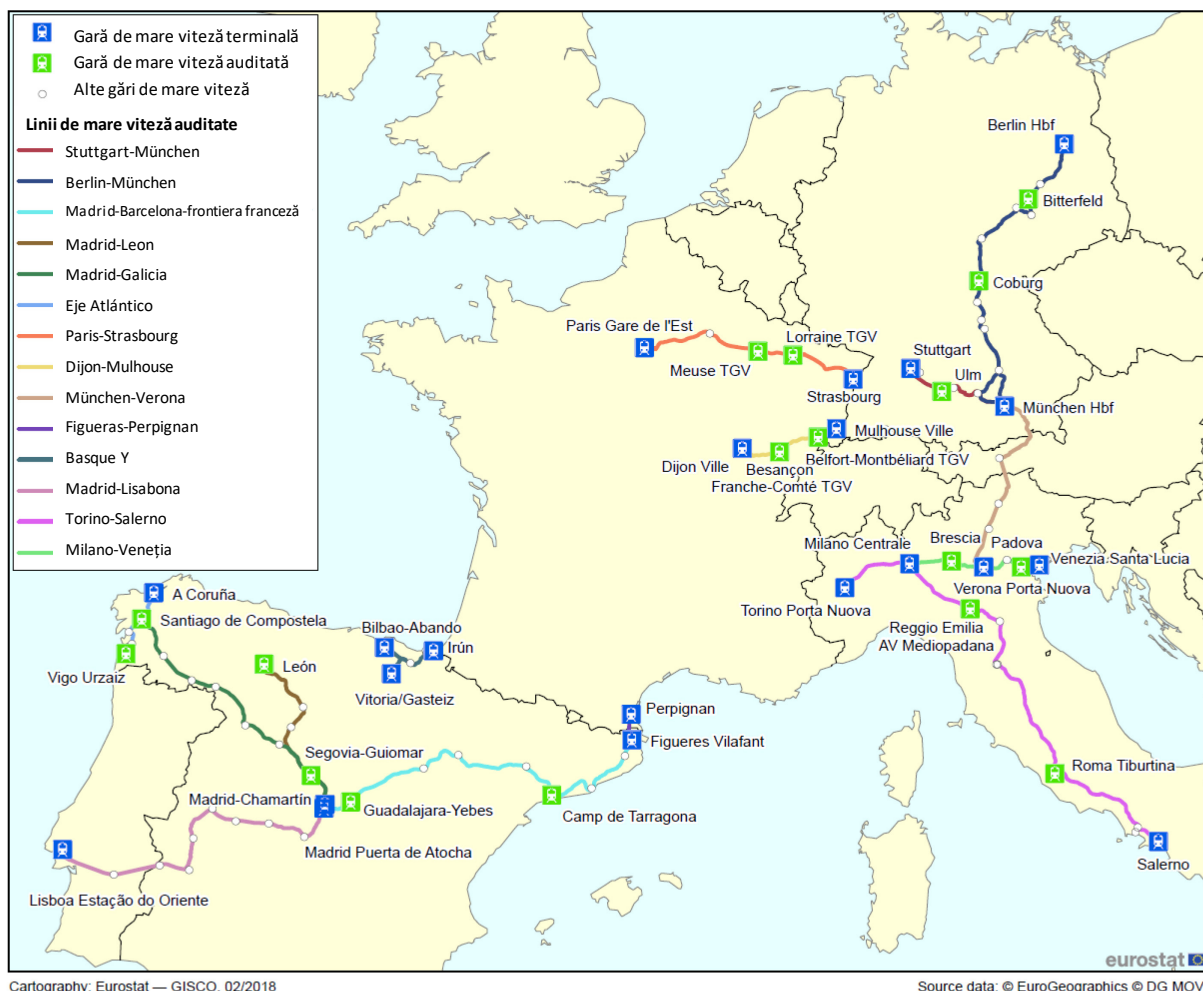 Gară de mare viteză terminală
Gară de mare viteză auditată
Alte gări de mare viteză
Linii de mare viteză auditate
Stuttgart-München
Berlin-München
Madrid-Barcelona-frontiera franceză
Madrid-Leon
Madrid-Galicia
Eje Atlántico
Paris-Strasbourg
Dijon-Mulhouse
München-Verona
Figueras-Perpignan
Basque Y
Madrid-Lisabona
Torino-Salerno
Milano-Veneția
Berlin Hbf
Bitterfeld
Coburg
Paris Gare de l'Est
Lorraine TGV
Meuse TGV
Strasbourg
Stuttgart
Ulm
München Hbf
Mulhouse Ville
Dijon Ville
Belfort-Montbéliard TGV
Besançon
Franche-Comté TGV
Milano Centrale
Brescia
Padova
Venezia Santa Lucia
Verona Porta Nuova
Torino Porta Nuova
Reggio Emilia
AV Mediopadana
A Coruña
Santiago de Compostela
Bilbao-Abando
Irún
Vigo Urzaiz
León
Vitoria/Gasteiz
Perpignan
Figueres Vilafant
Segovia-Guiomar
Roma Tiburtina
Madrid-Chamartín
Guadalajara-Yebes
Camp de Tarragona
Madrid Puerta de Atocha
Salerno
Lisboa Estação do Oriente
eurostat
Cartography: Eurostat — GISCO, 02/2018
Source data: © EuroGeographics © DG MOV